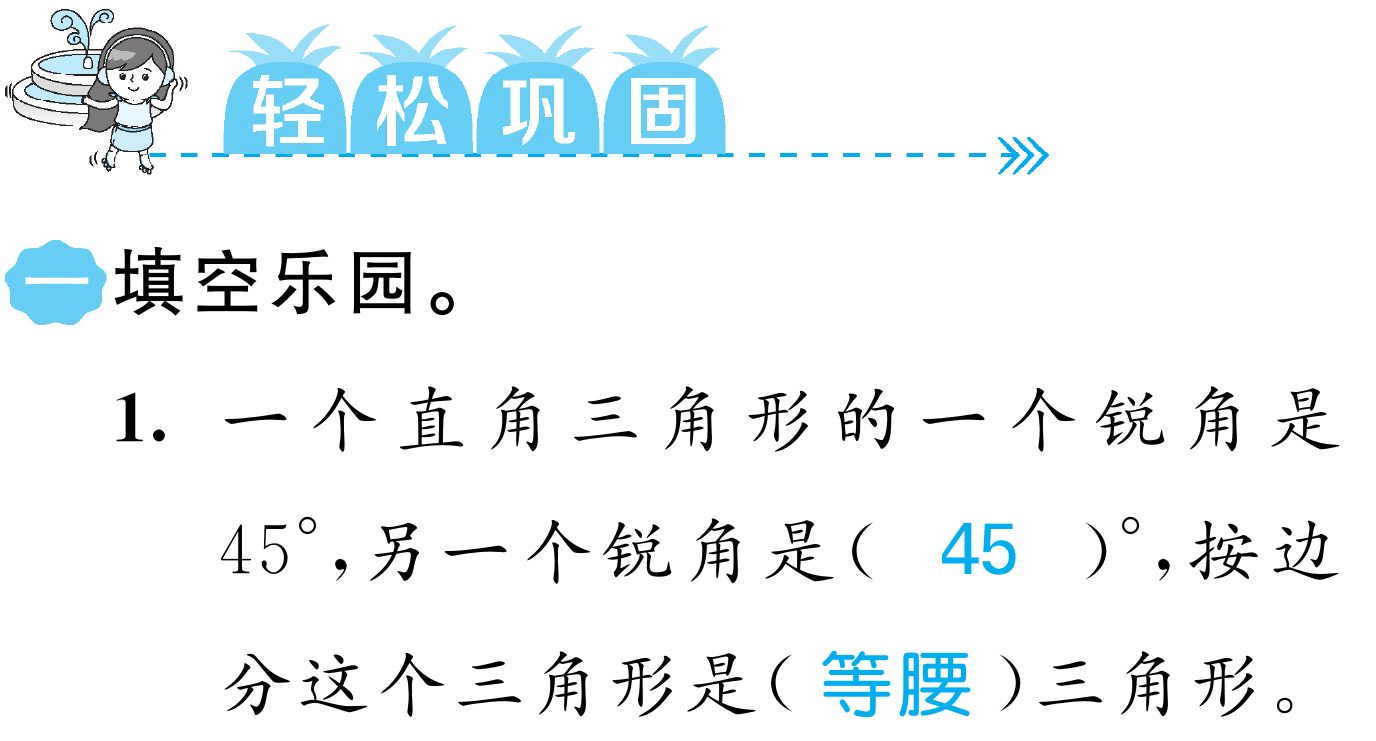 轻松巩固
一 填空乐园。
1. 一个直角三角形的一个锐角是
45°,另一个锐角是( 45 )°,按边
分这个三角形是( 等腰 )三角形。